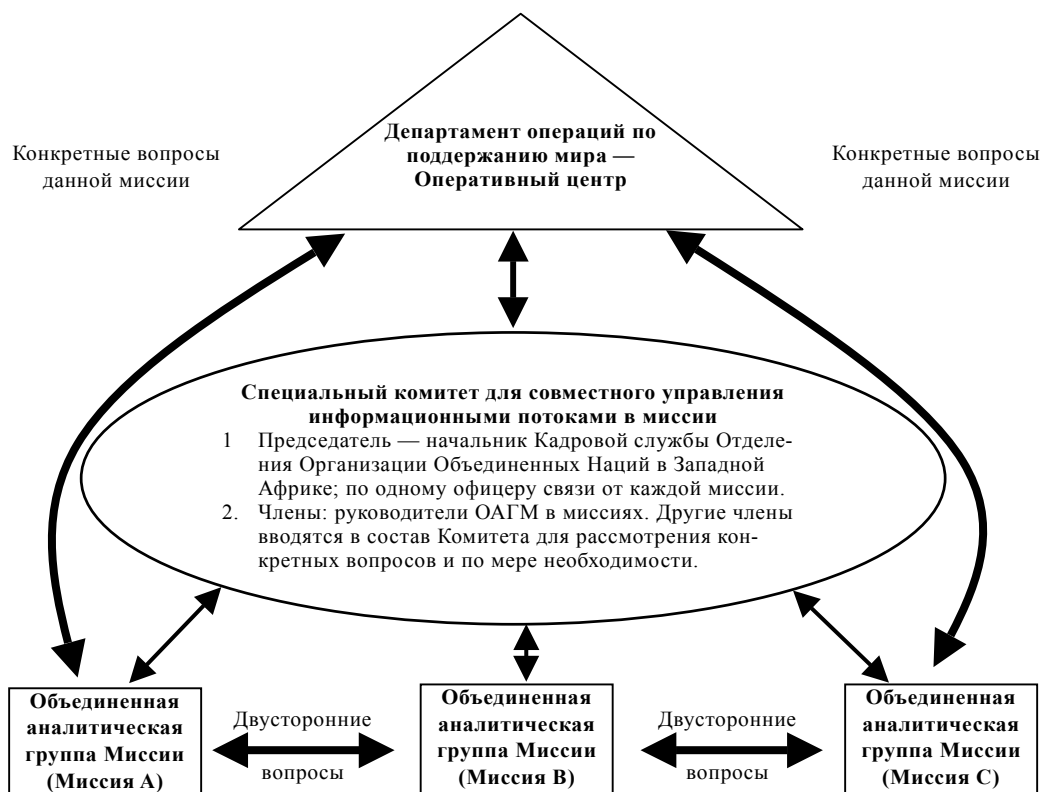 Департамент операций по
поддержанию мира —
Оперативный центр
Конкретные вопросы
данной миссии
Конкретные вопросы
данной миссии
Специальный комитет для совместного управления
информационными потоками в миссии
1 Председатель — начальник Кадровой службы Отделе-
ния Организации Объединенных Наций в Западной
Африке; по одному офицеру связи от каждой миссии.
2. Члены: руководители ОАГМ в миссиях. Другие члены
вводятся в состав Комитета для рассмотрения кон-
кретных вопросов и по мере необходимости.
Объединенная
аналитическая
группа Миссии
(Миссия А)
Двусторонние
вопросы
Объединенная
аналитическая
группа Миссии
(Миссия В)
Двусторонние
вопросы
Объединенная
аналитическая
группа Миссии
(Миссия С)